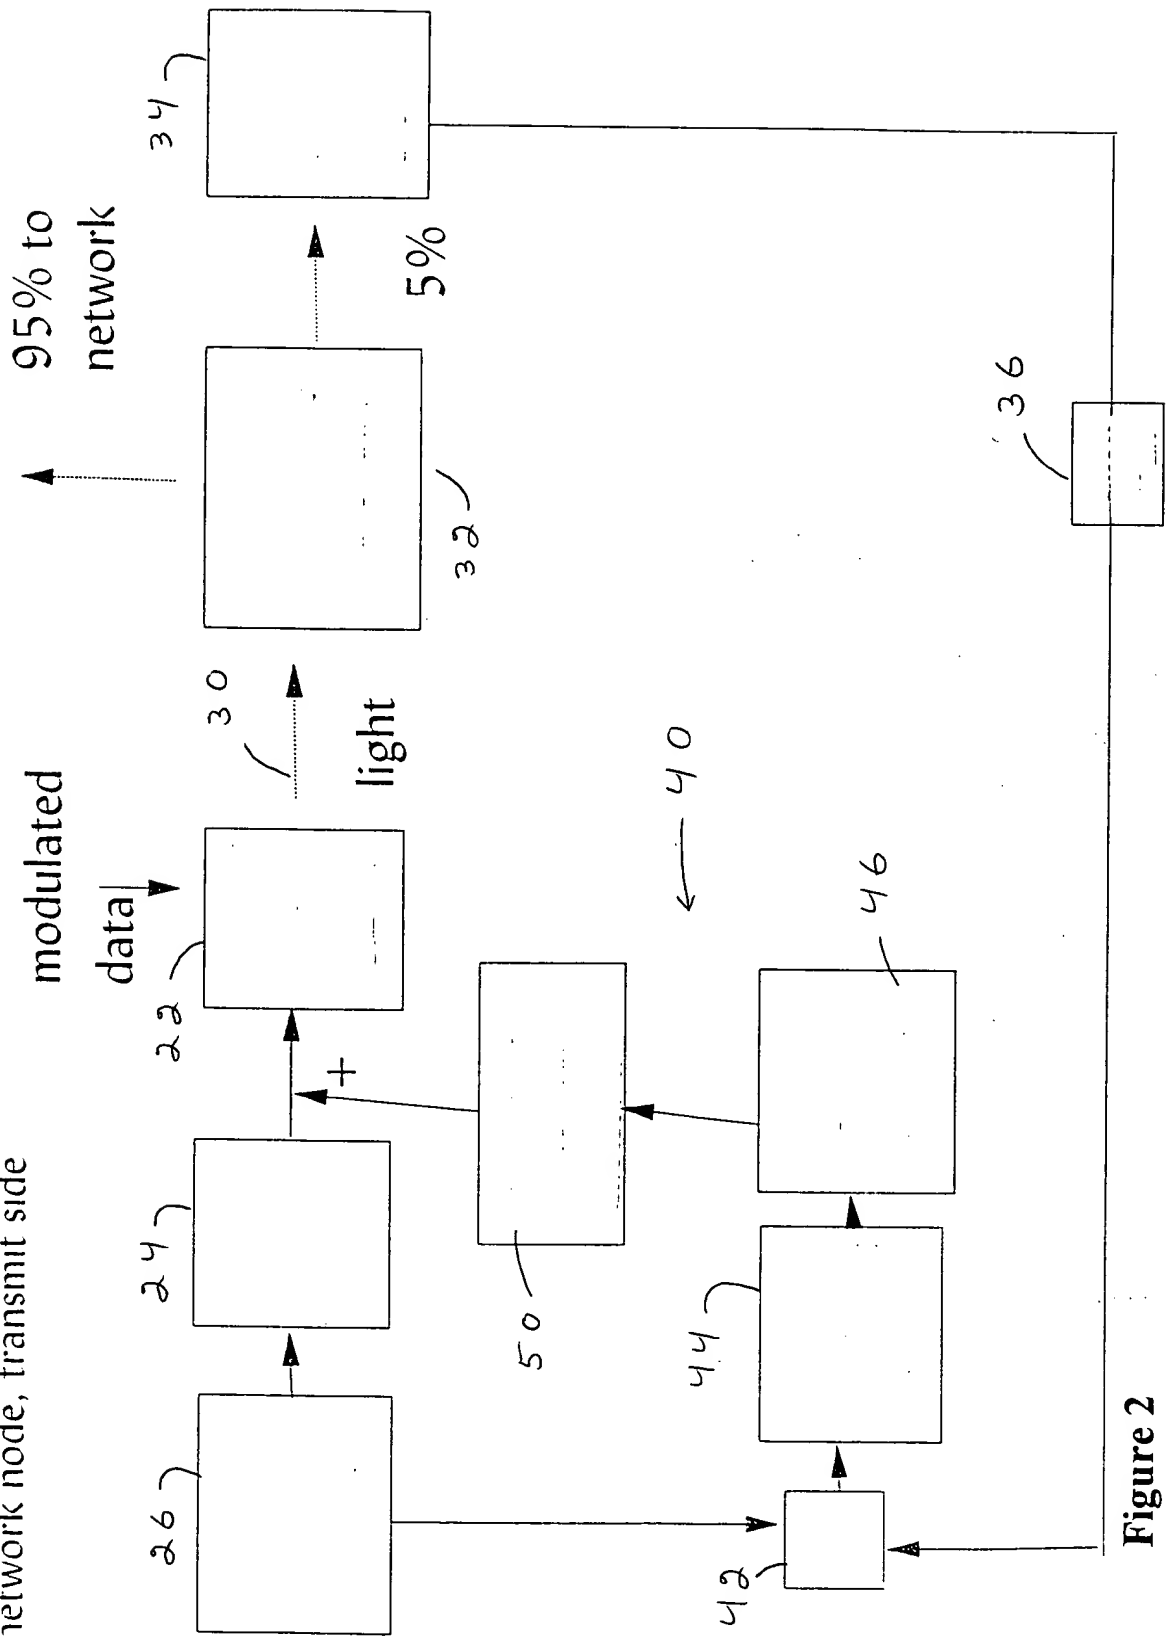 network node, transmit side
modulated
data
95% to
network
26
24
22
30
light
32
5%
34
50
40
42
44
46
36
+
Figure 2